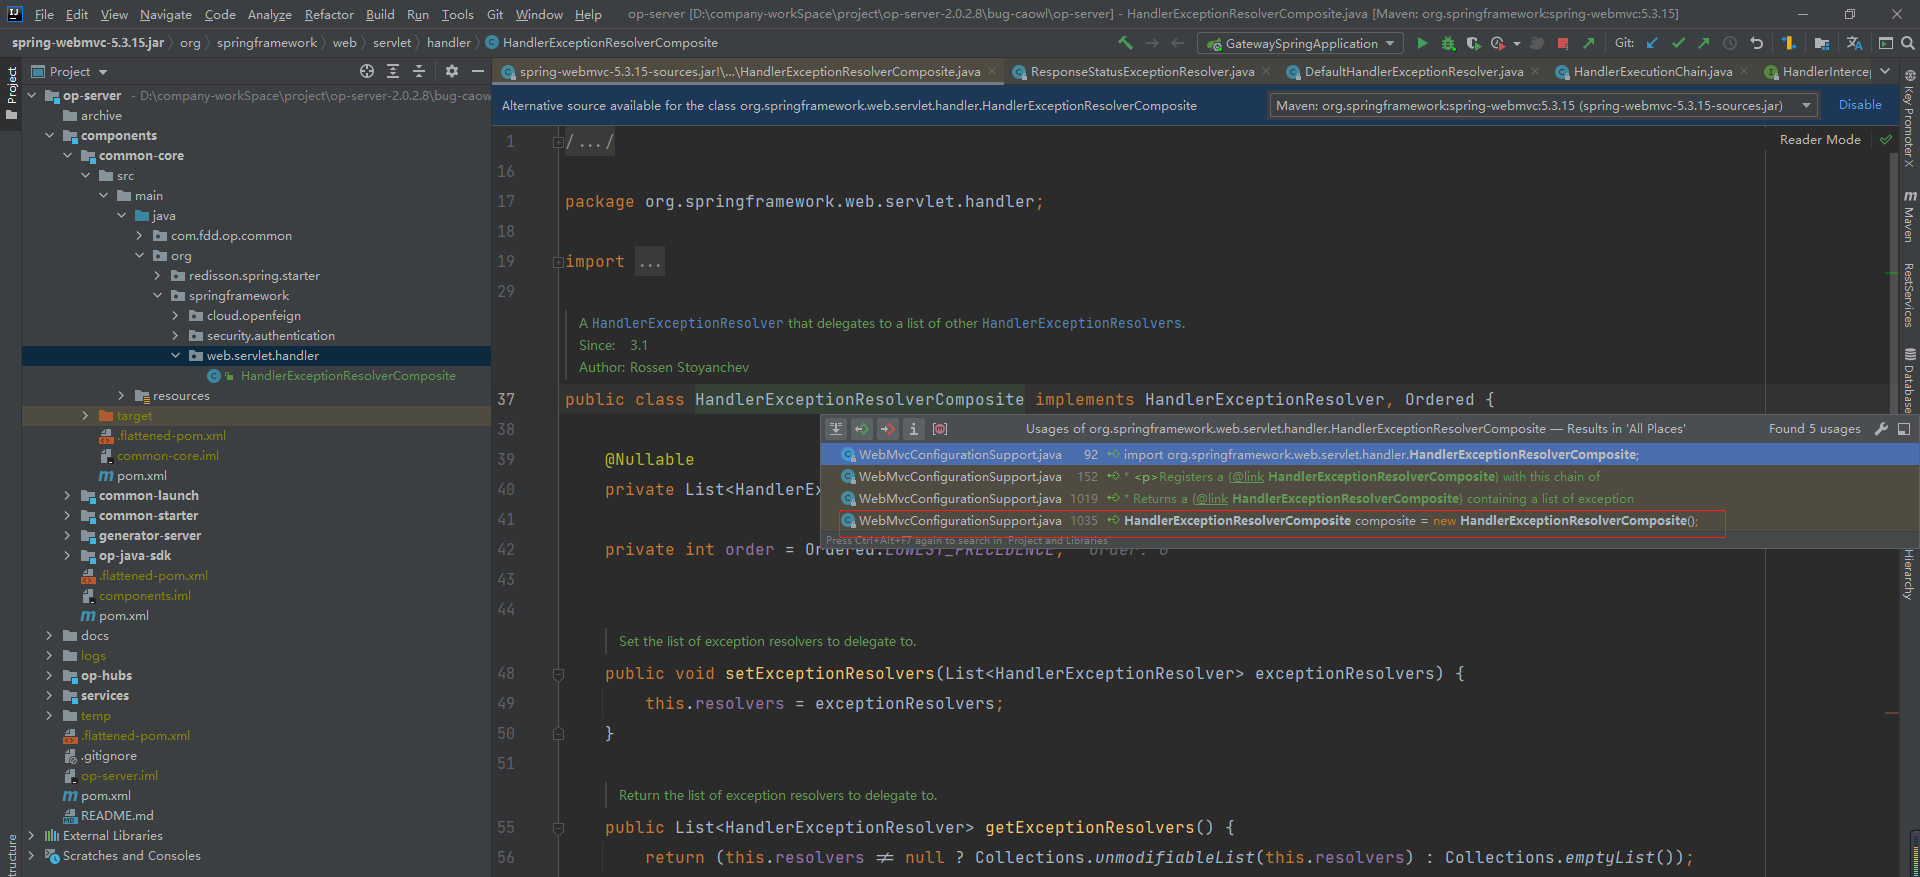 File Edit View Navigate Code Analyze Refactor Build Run Tools Git Window Help op-server [D:\company-workSpace\project\op-server-2.0.2.8\bug-caowl\op-server] - HandlerExceptionResolverComposite.java [Maven: org.springframework:spring-webmvc:5.3.15]
spring-webmvc-5.3.15.jar org springframework web servlet handler HandlerExceptionResolverComposite GatewaySpringApplication Git:
Project
spring-webmvc-5.3.15-sources.jar!\...\HandlerExceptionResolverComposite.java ResponseStatusExceptionResolver.java DefaultHandlerExceptionResolver.java HandlerExecutionChain.java HandlerInterce
Alternative source available for the class org.springframework.web.servlet.handler.HandlerExceptionResolverComposite Maven: org.springframework:spring-webmvc:5.3.15 (spring-webmvc-5.3.15-sources.jar) Disable
Reader Mode
Project
op-server - D:\company-workSpace\project\op-server-2.0.2.8\bug-caow
archive
components
common-core
src
main
java
com.fdd.op.common
org
redisson.spring.starter
springframework
cloud.openfeign
security.authentication
web.servlet.handler
HandlerExceptionResolverComposite
resources
target
.flattened-pom.xml
common-core.iml
pom.xml
common-launch
common-starter
generator-server
op-java-sdk
.flattened-pom.xml
components.iml
pom.xml
docs
logs
op-hubs
services
temp
.flattened-pom.xml
.gitignore
op-server.iml
pom.xml
README.md
External Libraries
Scratches and Consoles
tructure
1 /.../
16
17 package org.springframework.web.servlet.handler;
18
19 import ...
29
A HandlerExceptionResolver that delegates to a list of other HandlerExceptionResolvers.
Since: 3.1
Author: Rossen Stoyanchev
37 public class HandlerExceptionResolverComposite implements HandlerExceptionResolver, Ordered {
38
39 @Nullable
40 private List<HandlerEx
41
42 private int order = Ordered.LOWEST_PRECEDENCE; order: 0
43
44
Set the list of exception resolvers to delegate to.
48 public void setExceptionResolvers(List<HandlerExceptionResolver> exceptionResolvers) {
49 this.resolvers = exceptionResolvers;
50 }
51
Return the list of exception resolvers to delegate to.
55 public List<HandlerExceptionResolver> getExceptionResolvers() {
56 return (this.resolvers ≠ null ? Collections.unmodifiableList(this.resolvers) : Collections.emptyList());
Usages of org.springframework.web.servlet.handler.HandlerExceptionResolverComposite — Results in 'All Places' Found 5 usages
WebMvcConfigurationSupport.java 92 import org.springframework.web.servlet.handler.HandlerExceptionResolverComposite;
WebMvcConfigurationSupport.java 152 * <p>Registers a {@link HandlerExceptionResolverComposite} with this chain of
WebMvcConfigurationSupport.java 1019 * Returns a {@link HandlerExceptionResolverComposite} containing a list of exception
WebMvcConfigurationSupport.java 1035 HandlerExceptionResolverComposite composite = new HandlerExceptionResolverComposite();
Press Ctrl+Alt+F7 again to search in 'Project and Libraries'
Key Promoter X
Maven
RestServices
Database
Hierarchy